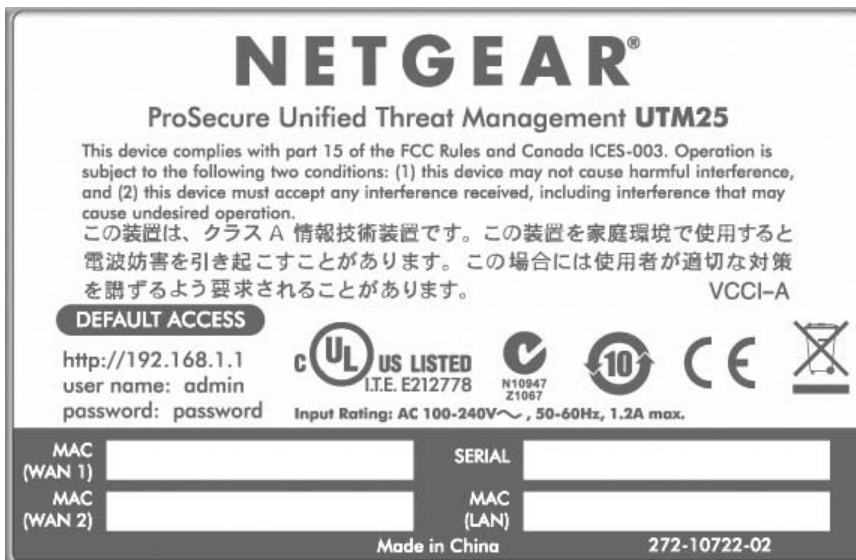 NETGEAR®
ProSecure Unified Threat Management UTM25
This device complies with part 15 of the FCC Rules and Canada ICES-003. Operation is
subject to the following two conditions: (1) this device may not cause harmful interference,
and (2) this device must accept any interference received, including interference that may
cause undesired operation.
この装置は、クラス A 情報技術装置です。この装置を家庭環境で使用すると
電波妨害を引き起こすことがあります。この場合には使用者が適切な対策
を講ずるよう要求されることがあります。 VCCI-A
DEFAULT ACCESS
http://192.168.1.1
user name: admin
password: password
C UL US LISTED
I.T.E. E212778
N10947
Z1067
10
CE
Input Rating: AC 100-240V~ , 50-60Hz, 1.2A max.
MAC
(WAN 1)
SERIAL
MAC
(WAN 2)
MAC
(LAN)
Made in China 272-10722-02